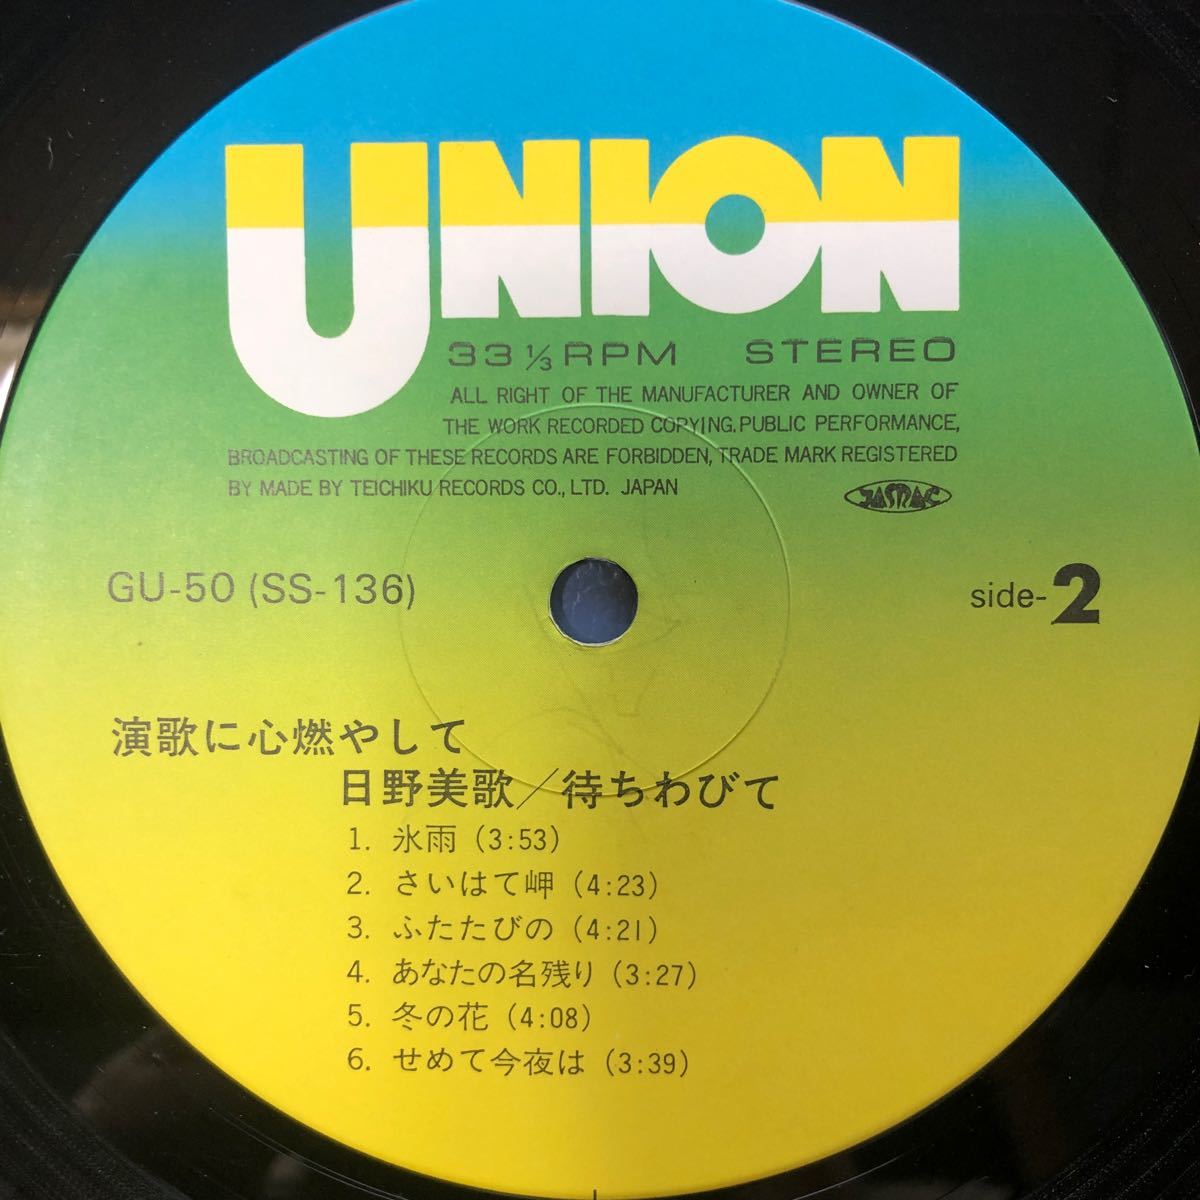 UNION
33 1/3 RPM STEREO
ALL RIGHT OF THE MANUFACTURER AND OWNER OF
THE WORK RECORDED COPYING, PUBLIC PERFORMANCE,
BROADCASTING OF THESE RECORDS ARE FORBIDDEN, TRADE MARK REGISTERED
BY MADE BY TEICHIKU RECORDS CO., LTD. JAPAN
JASRAC
GU-50 (SS-136)
side-2
演歌に心燃やして
日野美歌／待ちわびて
1. 氷雨 (3:53)
2. さいはて岬 (4:23)
3. ふたたびの (4:21)
4. あなたの名残り (3:27)
5. 冬の花 (4:08)
6. せめて今夜は (3:39)